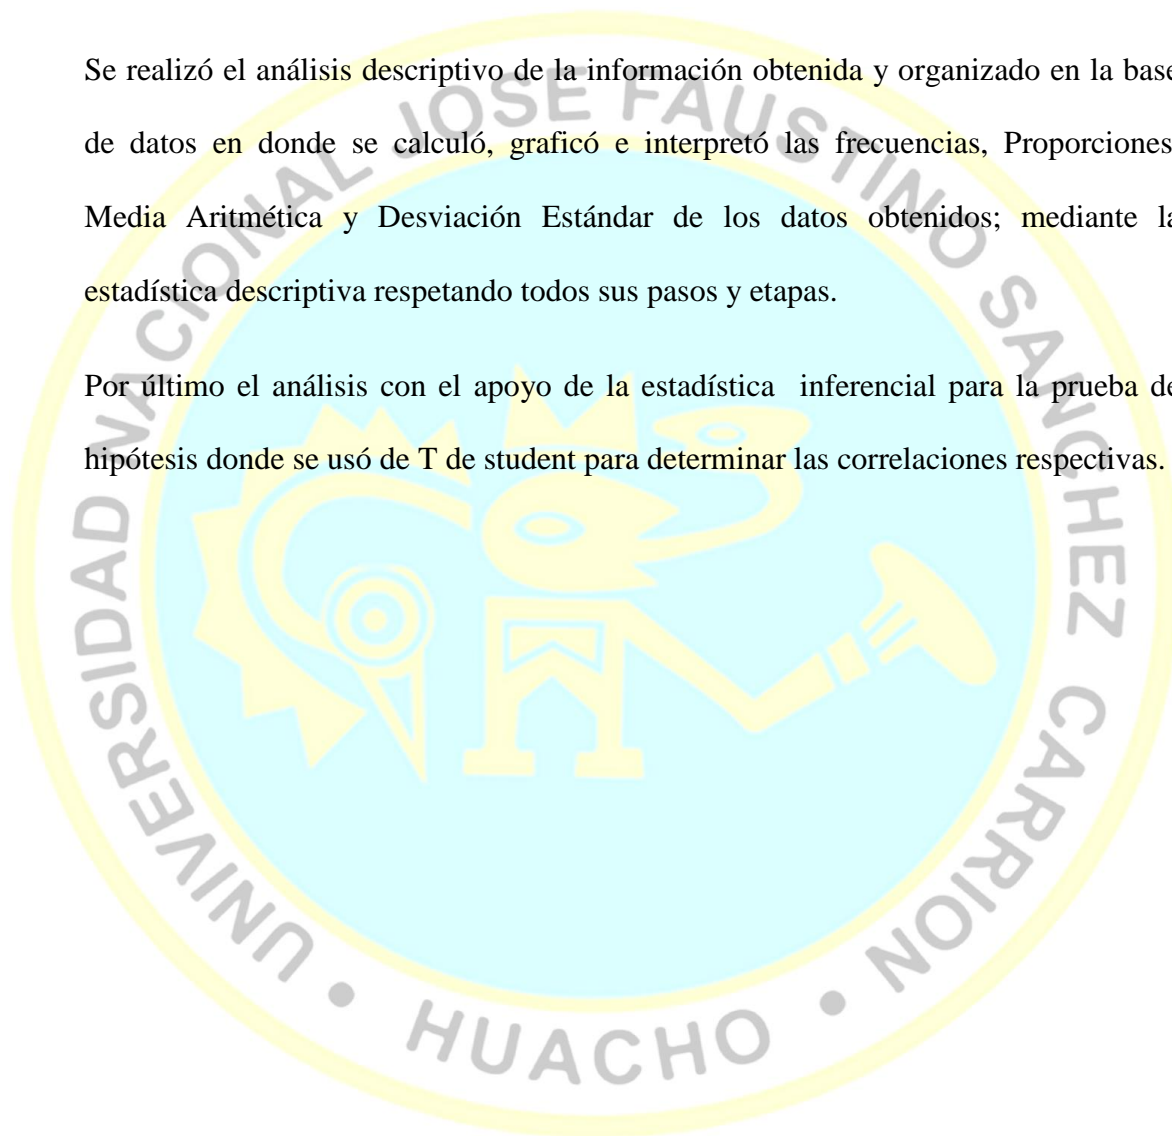 Se realizó el análisis descriptivo de la información obtenida y organizado en la base
de datos en donde se calculó, graficó e interpretó las frecuencias, Proporciones
Media Aritmética y Desviación Estándar de los datos obtenidos; mediante la
estadística descriptiva respetando todos sus pasos y etapas.
Por último el análisis con el apoyo de la estadística inferencial para la prueba de
hipótesis donde se usó de T de student para determinar las correlaciones respectivas.
UNIVERSIDAD NACIONAL JOSE FAUSTINO SANCHEZ CARRION • HUACHO •